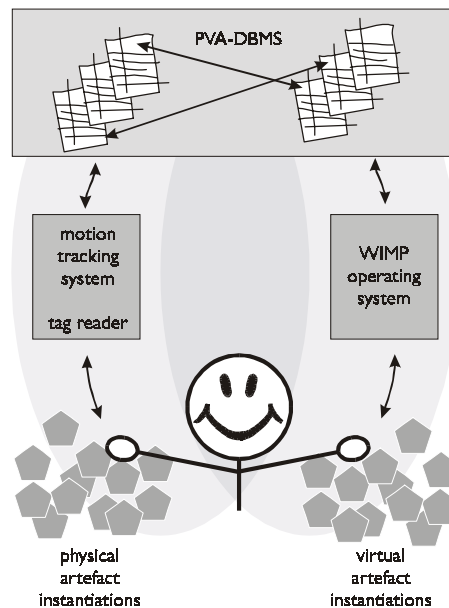 PVA-DBMS
motion
tracking
system
tag reader
WIMP
operating
system
physical
artefact
instantiations
virtual
artefact
instantiations